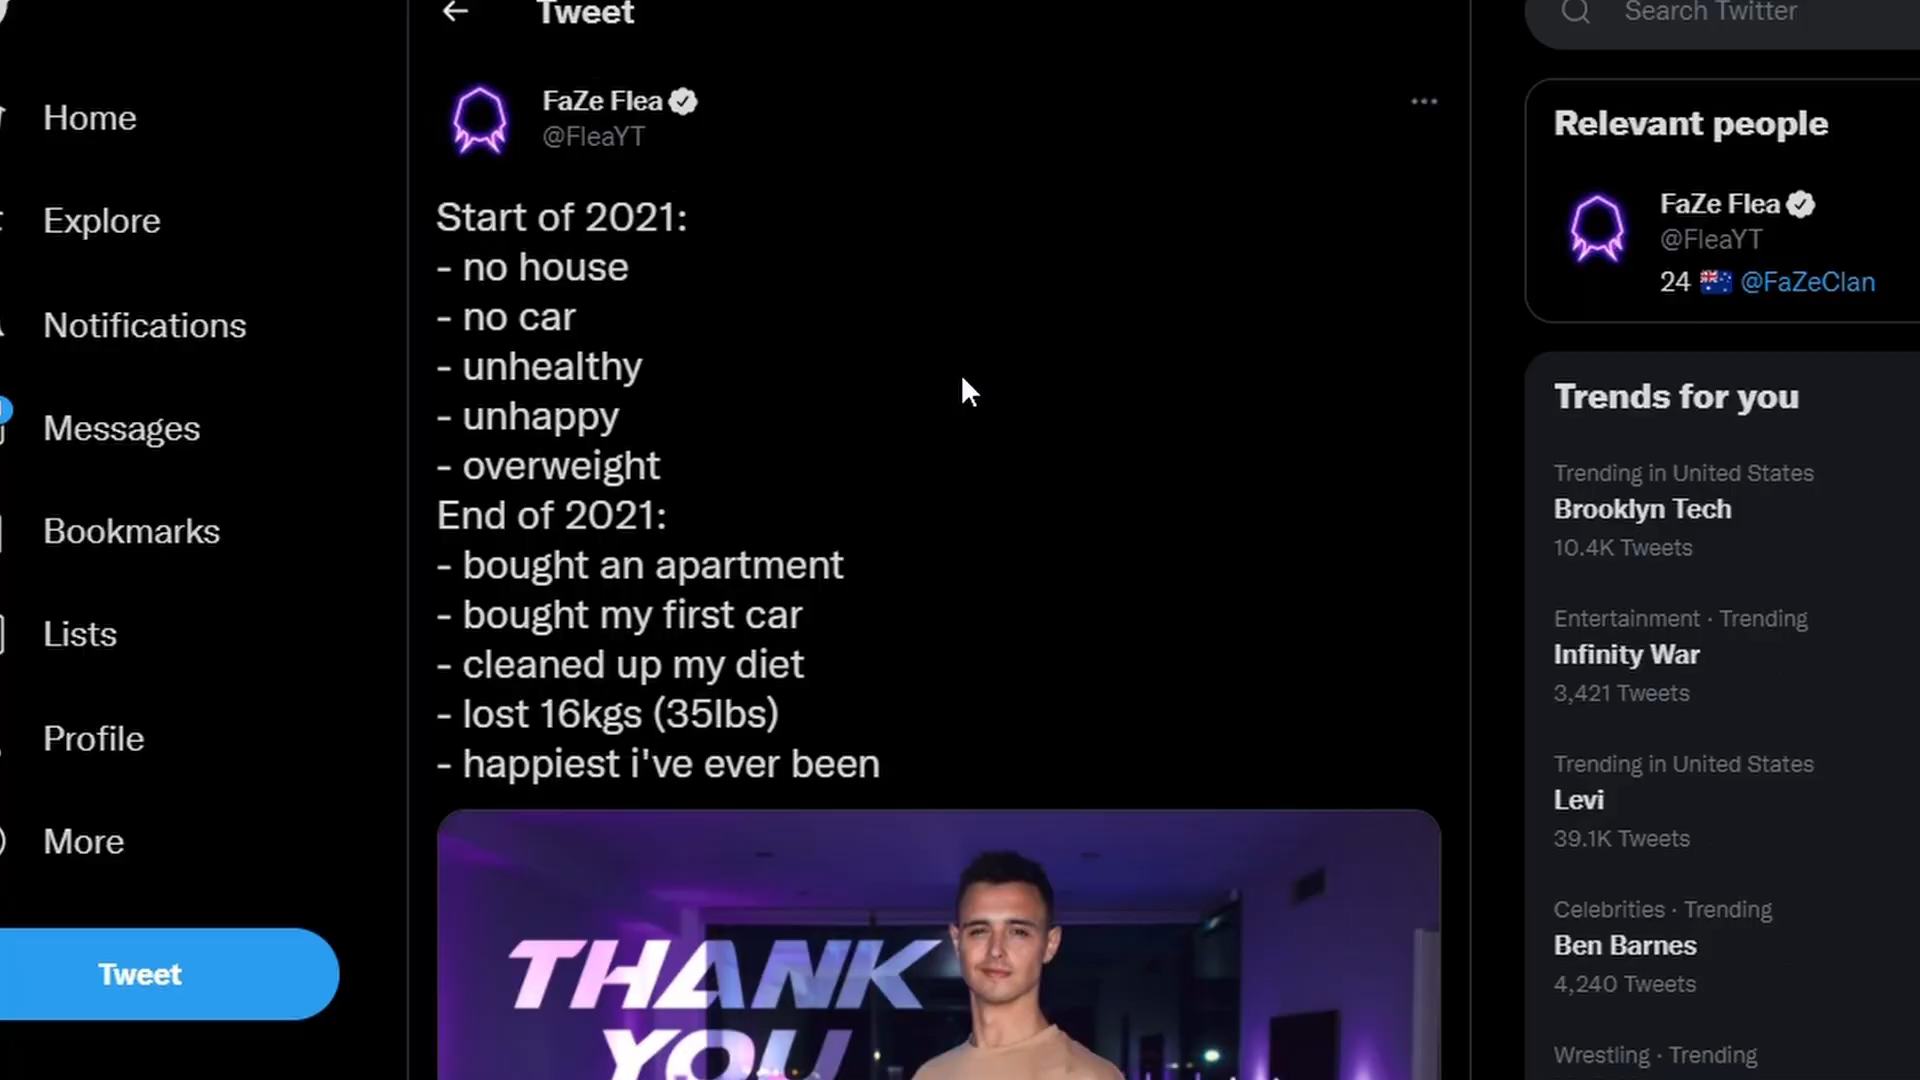 Tweet
Search Twitter
Home
Explore
Notifications
Messages
Bookmarks
Lists
Profile
More
Tweet
FaZe Flea
@FleaYT
Start of 2021:
- no house
- no car
- unhealthy
- unhappy
- overweight
End of 2021:
- bought an apartment
- bought my first car
- cleaned up my diet
- lost 16kgs (35lbs)
- happiest i've ever been
THANK
YOU
Relevant people
FaZe Flea
@FleaYT
24 🇦🇺 @FaZeClan
Trends for you
Trending in United States
Brooklyn Tech
10.4K Tweets
Entertainment · Trending
Infinity War
3,421 Tweets
Trending in United States
Levi
39.1K Tweets
Celebrities · Trending
Ben Barnes
4,240 Tweets
Wrestling · Trending